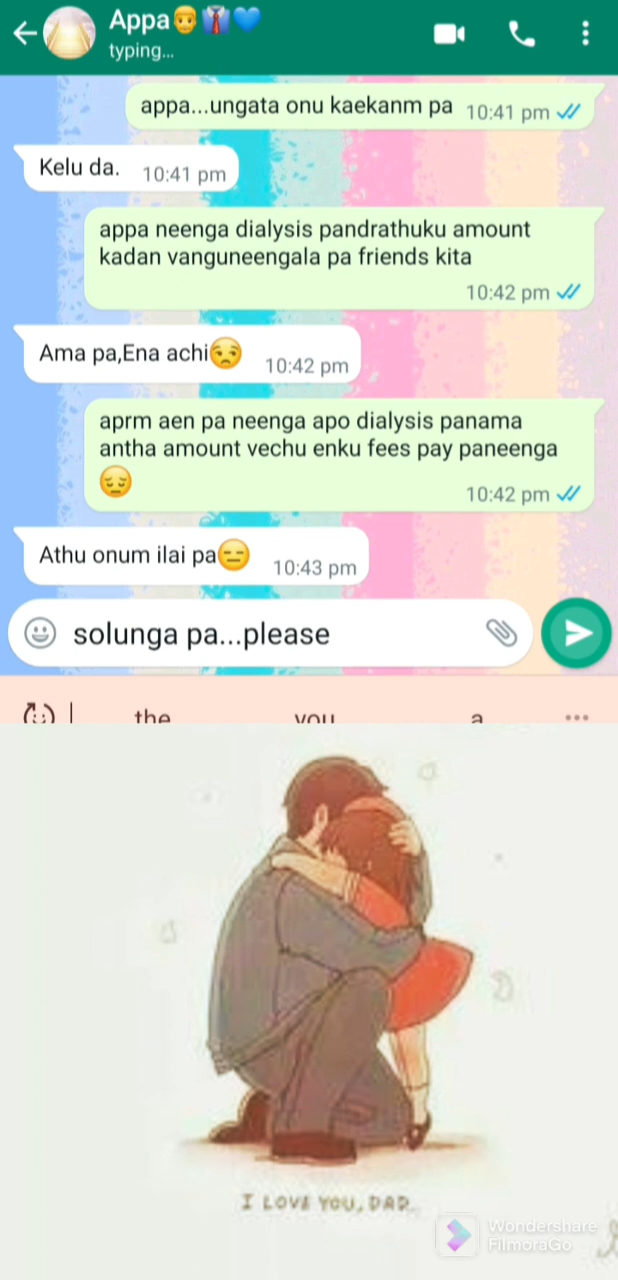 Appa👨👔💙
typing...
appa...ungata onu kaekanm pa 10:41 pm
Kelu da. 10:41 pm
appa neenga dialysis pandrathuku amount
kadan vanguneengala pa friends kita
10:42 pm
Ama pa,Ena achi😒 10:42 pm
aprm aen pa neenga apo dialysis panama
antha amount vechu enku fees pay paneenga
😔
10:42 pm
Athu onum ilai pa😑 10:43 pm
solunga pa...please
the you a
I LOVE YOU, DAD.
Wondershare
FilmoraGo